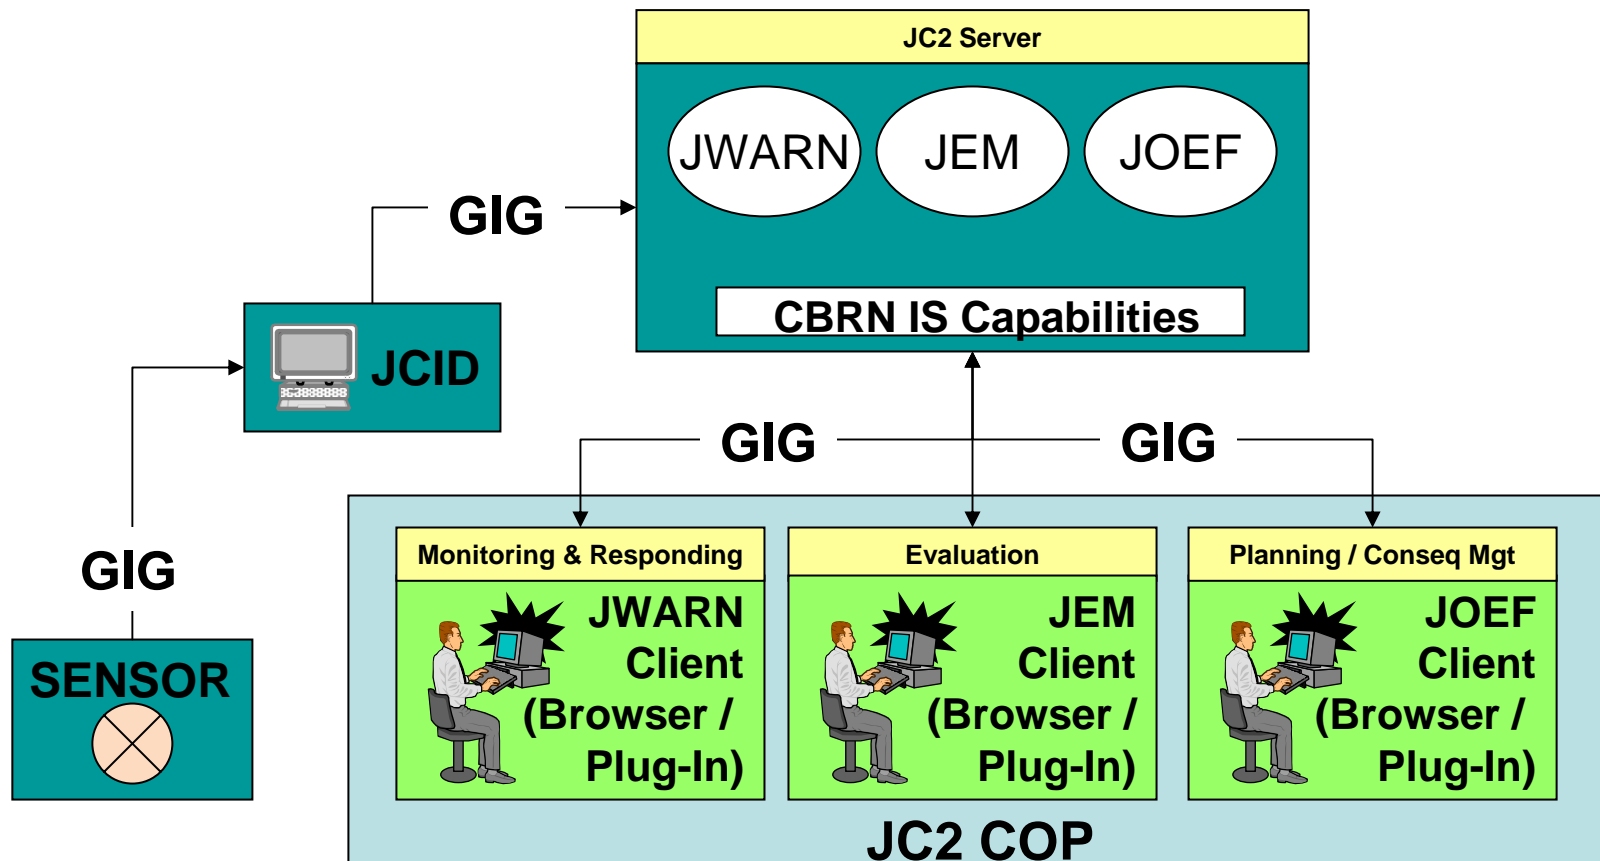 JC2 Server
JWARN
JEM
JOEF
CBRN IS Capabilities
GIG
JCID
GIG
GIG
GIG
SENSOR
Monitoring & Responding
JWARN
Client
(Browser /
Plug-In)
Evaluation
JEM
Client
(Browser /
Plug-In)
Planning / Conseq Mgt
JOEF
Client
(Browser /
Plug-In)
JC2 COP